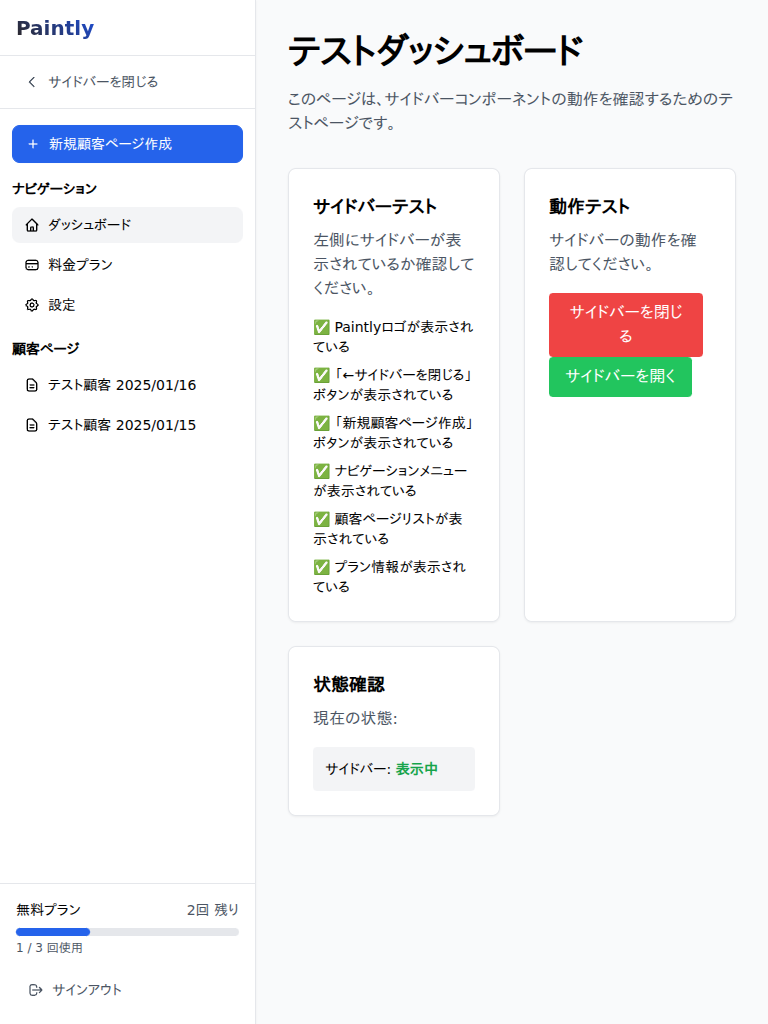 Paintly
サイドバーを閉じる
+ 新規顧客ページ作成
ナビゲーション
ダッシュボード
料金プラン
設定
顧客ページ
テスト顧客 2025/01/16
テスト顧客 2025/01/15
無料プラン 2回 残り
1 / 3 回使用
サインアウト
テストダッシュボード
このページは、サイドバーコンポーネントの動作を確認するためのテ
ストページです。
サイドバーテスト
左側にサイドバーが表
示されているか確認して
ください。
✅ Paintlyロゴが表示され
ている
✅ 「←サイドバーを閉じる」
ボタンが表示されている
✅ 「新規顧客ページ作成」
ボタンが表示されている
✅ ナビゲーションメニュー
が表示されている
✅ 顧客ページリストが表
示されている
✅ プラン情報が表示され
ている
動作テスト
サイドバーの動作を確
認してください。
サイドバーを閉じ
る
サイドバーを開く
状態確認
現在の状態:
サイドバー: 表示中